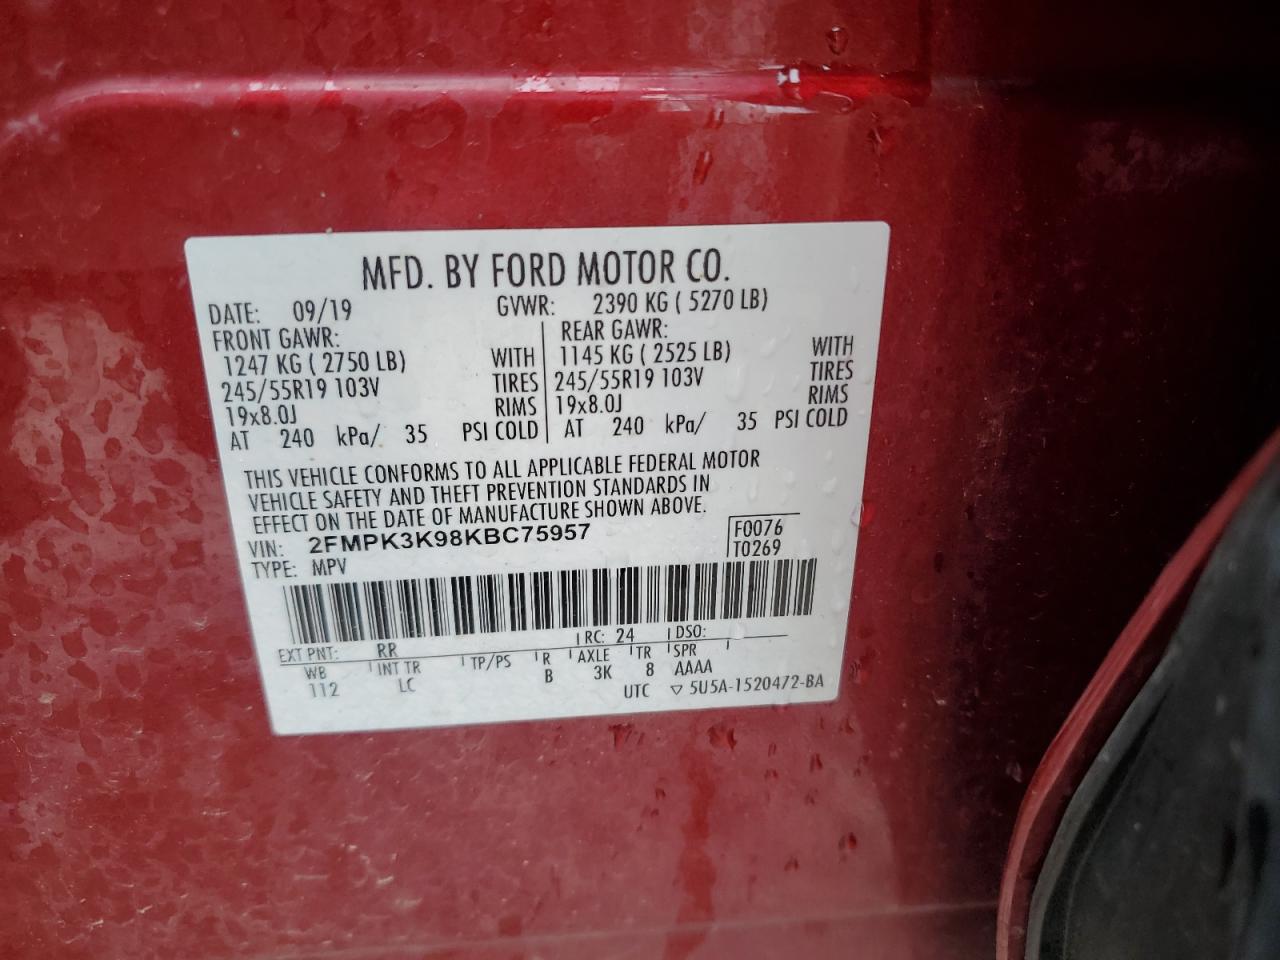 MFD. BY FORD MOTOR CO.
DATE: 09/19 GVWR: 2390 KG ( 5270 LB)
FRONT GAWR: REAR GAWR:
1247 KG ( 2750 LB) WITH 1145 KG ( 2525 LB) WITH
245/55R19 103V TIRES 245/55R19 103V TIRES
19x8.0J RIMS 19x8.0J RIMS
AT 240 kPa/ 35 PSI COLD AT 240 kPa/ 35 PSI COLD
THIS VEHICLE CONFORMS TO ALL APPLICABLE FEDERAL MOTOR
VEHICLE SAFETY AND THEFT PREVENTION STANDARDS IN
EFFECT ON THE DATE OF MANUFACTURE SHOWN ABOVE.
VIN: 2FMPK3K98KBC75957 F0076
TYPE: MPV T0269
EXT PNT: RR RC: 24 DSO:
WB INT TR TP/PS R AXLE TR SPR
112 LC B 3K 8 AAAA
UTC ▽ 5U5A-1520472-BA